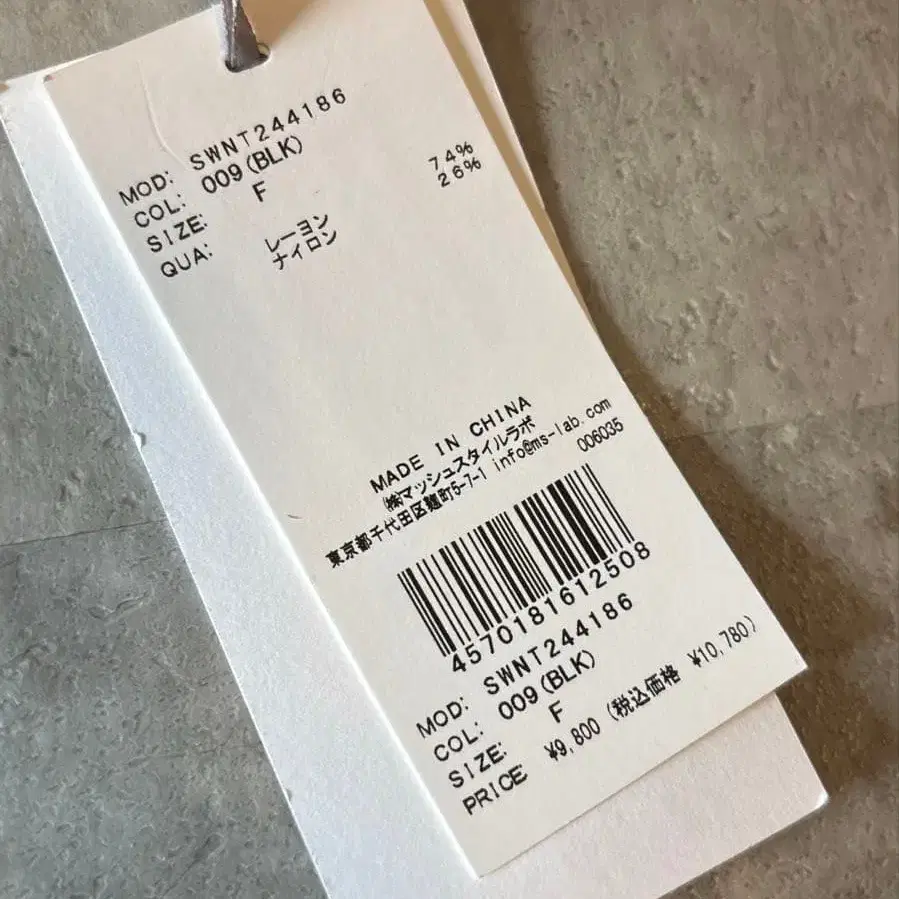 MOD: SWNT244186
COL: 009(BLK)
SIZE: F
QUA: レーヨン 74%
ナイロン 26%
MADE IN CHINA
㈱マッシュスタイルラボ
東京都千代田区麹町5-7-1 info@ms-lab.com
006035
4570181612508
MOD: SWNT244186
COL: 009(BLK)
SIZE: F
PRICE ¥9,800 (税込価格 ¥10,780)